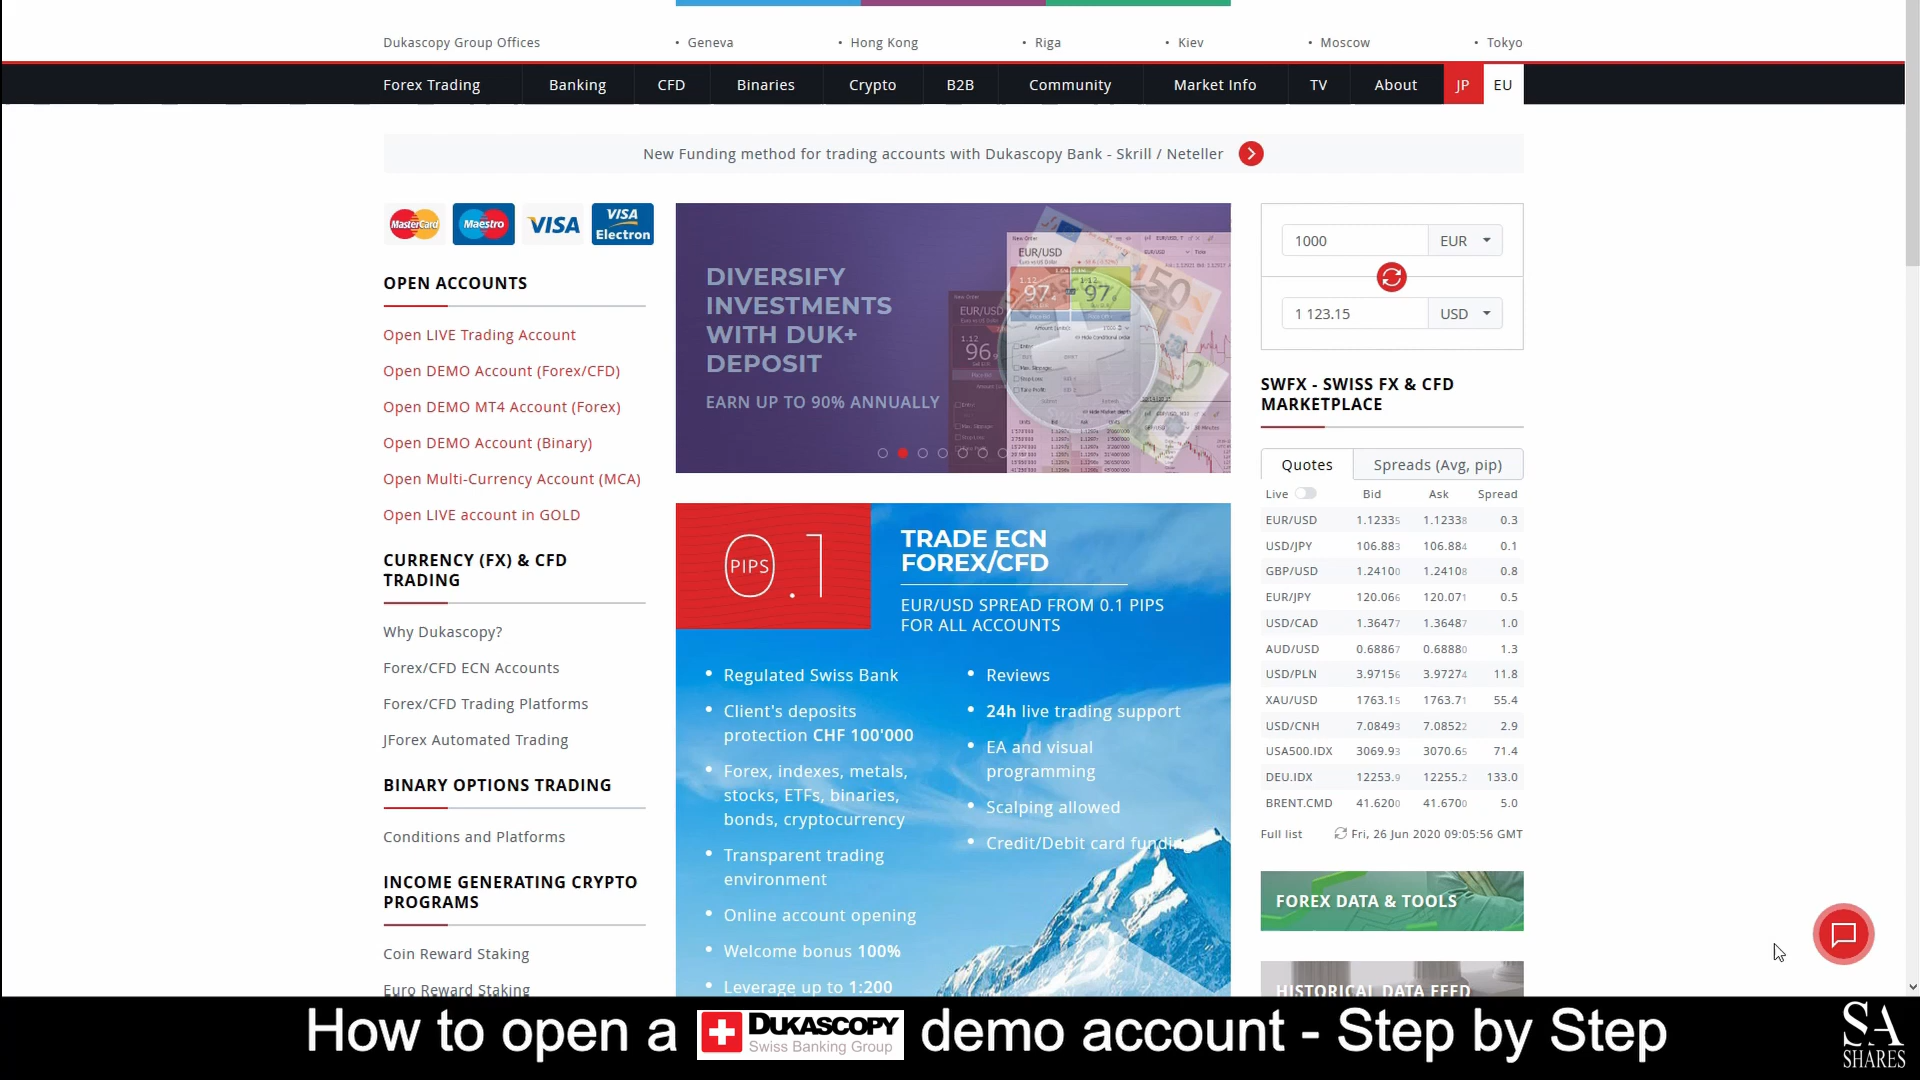 Dukascopy Group Offices
• Geneva
• Hong Kong
• Riga
• Kiev
• Moscow
• Tokyo
Forex Trading
Banking
CFD
Binaries
Crypto
B2B
Community
Market Info
TV
About
JP
EU
New Funding method for trading accounts with Dukascopy Bank - Skrill / Neteller
MasterCard
Maestro
VISA
VISA
Electron
OPEN ACCOUNTS
Open LIVE Trading Account
Open DEMO Account (Forex/CFD)
Open DEMO MT4 Account (Forex)
Open DEMO Account (Binary)
Open Multi-Currency Account (MCA)
Open LIVE account in GOLD
CURRENCY (FX) & CFD
TRADING
Why Dukascopy?
Forex/CFD ECN Accounts
Forex/CFD Trading Platforms
JForex Automated Trading
BINARY OPTIONS TRADING
Conditions and Platforms
INCOME GENERATING CRYPTO
PROGRAMS
Coin Reward Staking
Euro Reward Staking
DIVERSIFY
INVESTMENTS
WITH DUK+
DEPOSIT
EARN UP TO 90% ANNUALLY
EUR/USD
97
97
96
50
PIPS
0.1
TRADE ECN
FOREX/CFD
EUR/USD SPREAD FROM 0.1 PIPS
FOR ALL ACCOUNTS
• Regulated Swiss Bank
• Client's deposits
protection CHF 100'000
• Forex, indexes, metals,
stocks, ETFs, binaries,
bonds, cryptocurrency
• Transparent trading
environment
• Online account opening
• Welcome bonus 100%
• Leverage up to 1:200
• Reviews
• 24h live trading support
• EA and visual
programming
• Scalping allowed
• Credit/Debit card funding
1000 EUR
1 123.15 USD
SWFX - SWISS FX & CFD
MARKETPLACE
Quotes Spreads (Avg, pip)
Live Bid Ask Spread
EUR/USD 1.12335 1.12338 0.3
USD/JPY 106.883 106.884 0.1
GBP/USD 1.24100 1.24108 0.8
EUR/JPY 120.066 120.071 0.5
USD/CAD 1.36477 1.36487 1.0
AUD/USD 0.68867 0.68880 1.3
USD/PLN 3.97156 3.97274 11.8
XAU/USD 1763.15 1763.71 55.4
USD/CNH 7.08493 7.08522 2.9
USA500.IDX 3069.93 3070.65 71.4
DEU.IDX 12253.9 12255.2 133.0
BRENT.CMD 41.6200 41.6700 5.0
Full list Fri, 26 Jun 2020 09:05:56 GMT
FOREX DATA & TOOLS
HISTORICAL DATA FEED
How to open a DUKASCOPY demo account - Step by Step
Swiss Banking Group
SA
SHARES